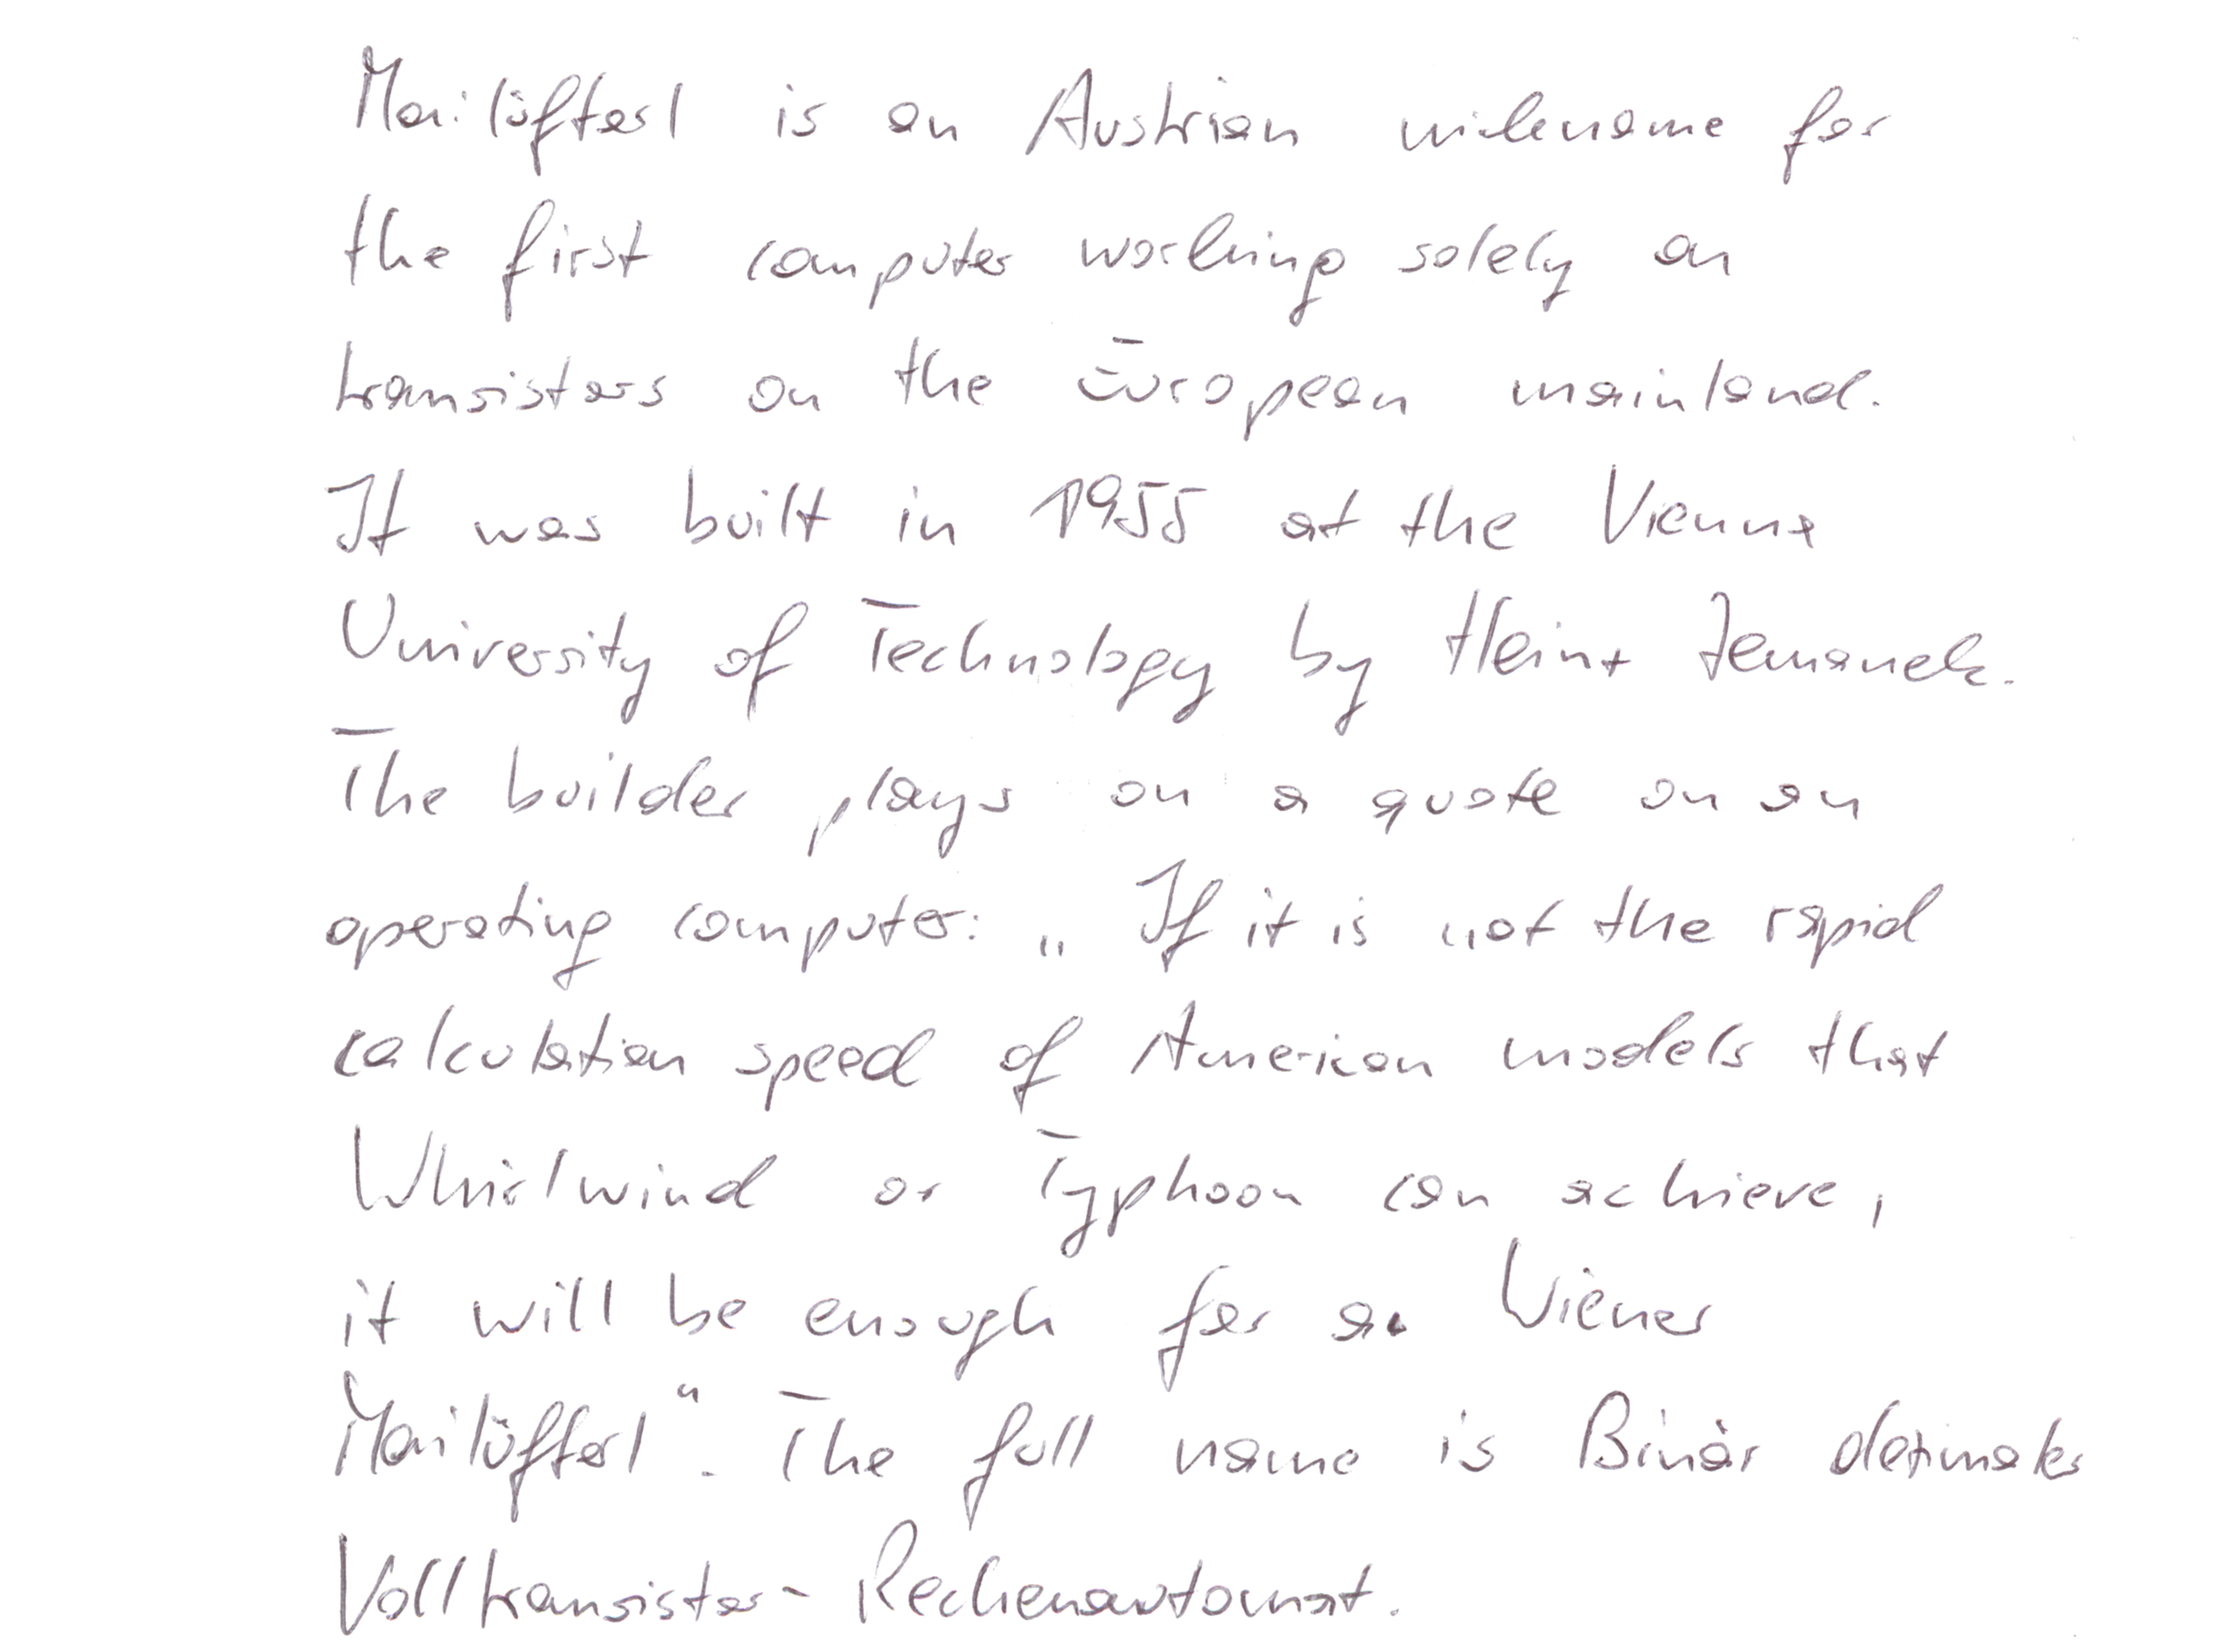 Mailüfterl is an Austrian nickname for
the first computer working solely on
transistors on the European mainland.
It was built in 1955 at the Vienna
University of Technology by Heinz Zemanek.
The builder plays on a quote on an
operating computer: „If it is not the rapid
calculation speed of American models that
Whirlwind or Typhoon can achieve,
it will be enough for a Wiener
Mailüfterl“. The full name is Binär dezimaler
Volltransistor-Rechenautomat.